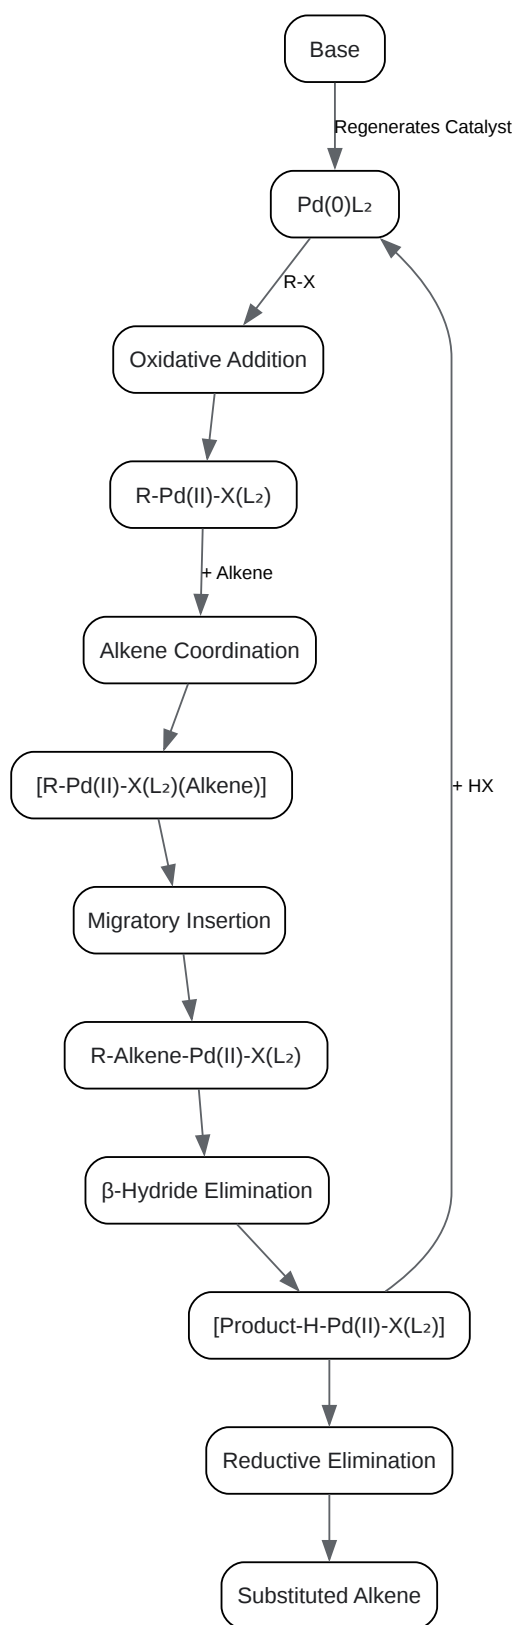 Base
Regenerates Catalyst
Pd(0)L₂
R-X
Oxidative Addition
R-Pd(II)-X(L₂)
+ Alkene
Alkene Coordination
[R-Pd(II)-X(L₂)(Alkene)]
+ HX
Migratory Insertion
R-Alkene-Pd(II)-X(L₂)
β-Hydride Elimination
[Product-H-Pd(II)-X(L₂)]
Reductive Elimination
Substituted Alkene